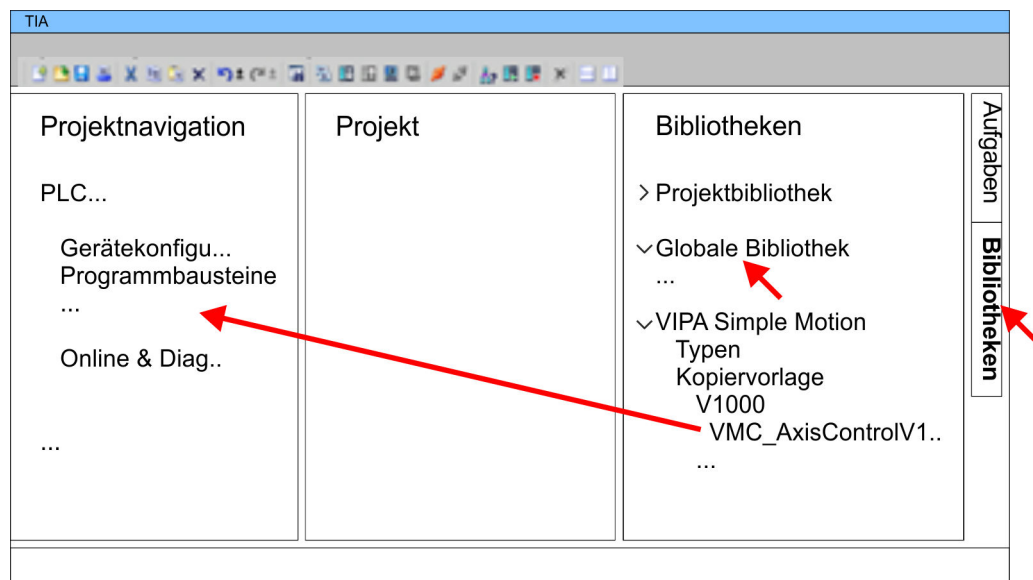 TIA
Projektnavigation
PLC...
Gerätekonfigu...
Programmbausteine
...
Online & Diag..
...
Projekt
Bibliotheken
Projektbibliothek
Globale Bibliothek
...
VIPA Simple Motion
Typen
Kopiervorlage
V1000
VMC_AxisControlV1..
...
Aufgaben
Bibliotheken